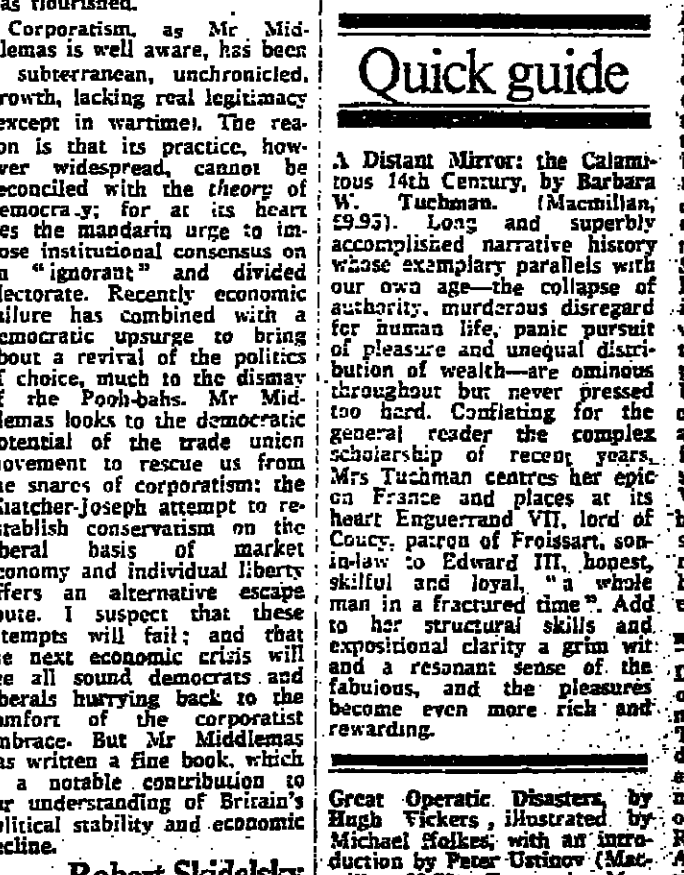 as flourished.
Corporatism, as Mr Mid-
lemas is well aware, has been
subterranean, unchronicled,
rowth, lacking real legitimacy
except in wartime). The rea-
on is that its practice, how-
ver widespread, cannot be
econciled with the theory of
emocracy; for at its heart
es the mandarin urge to im-
ose institutional consensus on
n "ignorant" and divided
lectorate. Recently economic
ailure has combined with a
emocratic upsurge to bring
bout a revival of the politics
f choice, much to the dismay
f the Pooh-bahs. Mr Mid-
lemas looks to the democratic
otential of the trade union
ovement to rescue us from
he snares of corporatism; the
hatcher-Joseph attempt to re-
stablish conservatism on the
beral basis of market
conomy and individual liberty
ffers an alternative escape
oute. I suspect that these
ttempts will fail; and that
he next economic crisis will
ee all sound democrats and
berals hurrying back to the
omfort of the corporatist
mbrace. But Mr Middlemas
as written a fine book, which
a notable contribution to
ur understanding of Britain's
olitical stability and economic
ecline.
Robert Skidelsky
Quick guide
A Distant Mirror: the Calami-
tous 14th Century, by Barbara
W. Tuchman. (Macmillan,
£9.95). Long and superbly
accomplished narrative history
whose exemplary parallels with
our own age—the collapse of
authority, murderous disregard
for human life, panic pursuit
of pleasure and unequal distri-
bution of wealth—are ominous
throughout but never pressed
too hard. Conflating for the
general reader the complex
scholarship of recent years,
Mrs Tuchman centres her epic
on France and places at its
heart Enguerrand VII, lord of
Coucy, patron of Froissart, son-
in-law to Edward III, honest,
skilful and loyal, "a whole
man in a fractured time". Add
to her structural skills and
expositional clarity a grim wit
and a resonant sense of the
fabulous, and the pleasures
become even more rich and
rewarding.
Great Operatic Disasters, by
Hugh Vickers, illustrated by
Michael ffolkes, with an intro-
duction by Peter Ustinov (Mac-